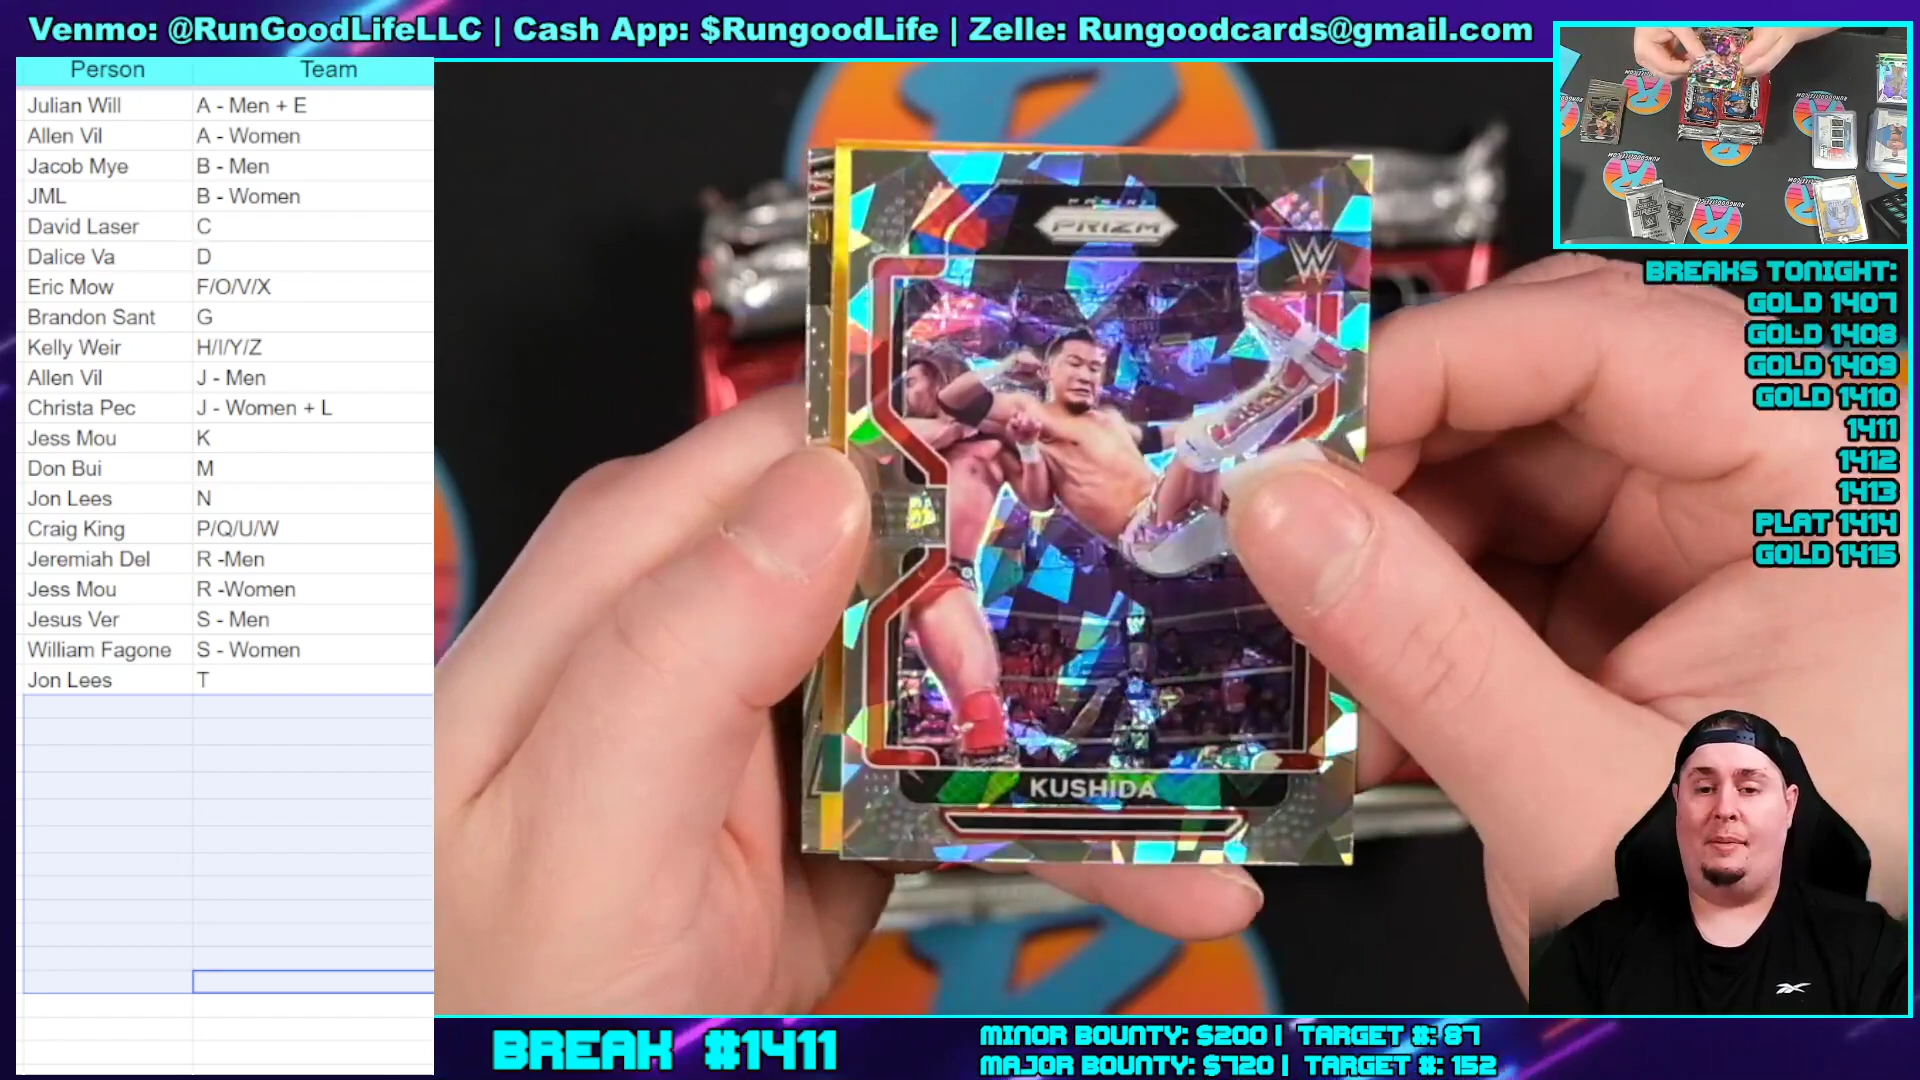 Venmo: @RunGoodLifeLLC | Cash App: $RungoodLife | Zelle: Rungoodcards@gmail.com
Person Team
Julian Will A - Men + E
Allen Vil A - Women
Jacob Mye B - Men
JML B - Women
David Laser C
Dalice Va D
Eric Mow F/O/V/X
Brandon Sant G
Kelly Weir H/I/Y/Z
Allen Vil J - Men
Christa Pec J - Women + L
Jess Mou K
Don Bui M
Jon Lees N
Craig King P/Q/U/W
Jeremiah Del R -Men
Jess Mou R -Women
Jesus Ver S - Men
William Fagone S - Women
Jon Lees T
PANINI
PRIZM
W
KUSHIDA
BREAKS TONIGHT:
GOLD 1407
GOLD 1408
GOLD 1409
GOLD 1410
1411
1412
1413
PLAT 1414
GOLD 1415
BREAK #1411
MINOR BOUNTY: $200 | TARGET #: 87
MAJOR BOUNTY: $720 | TARGET #: 152